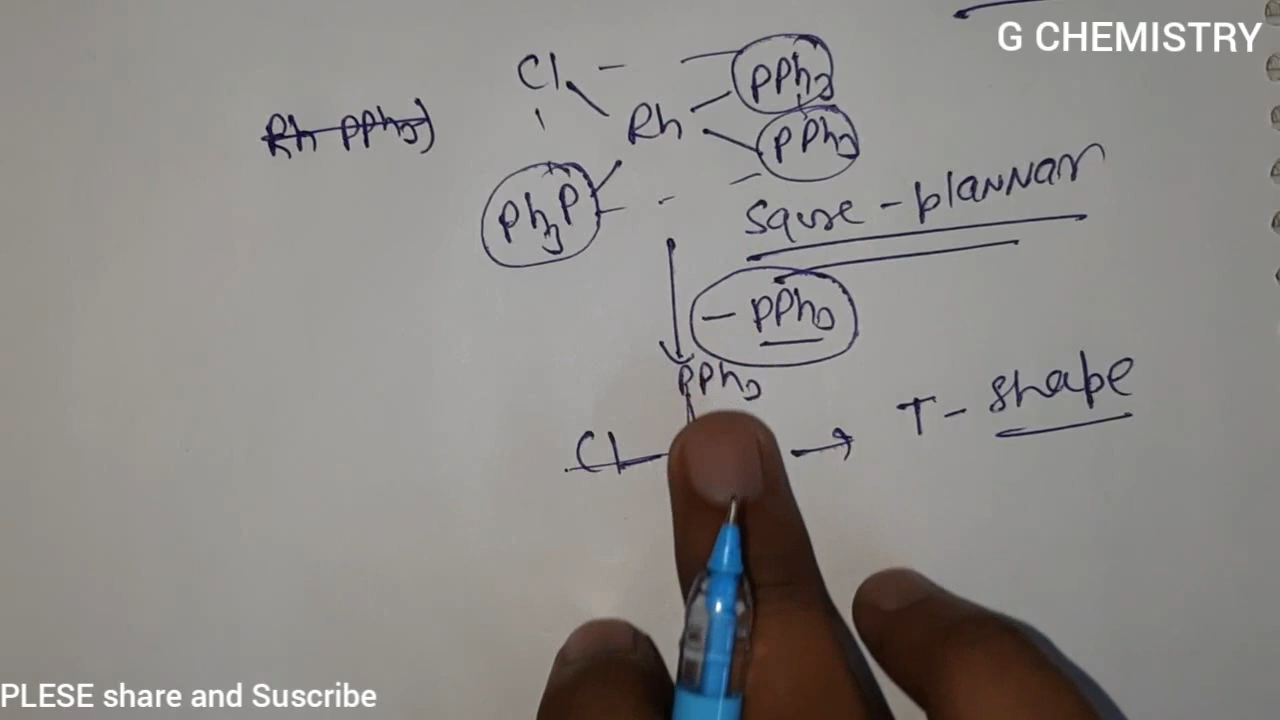 G CHEMISTRY
Cl PPh3
Rh PPh3) Rh PPh3
Ph3P
Squre - plannar
- PPh3
PPh3
Cl → T - shape
PLESE share and Suscribe